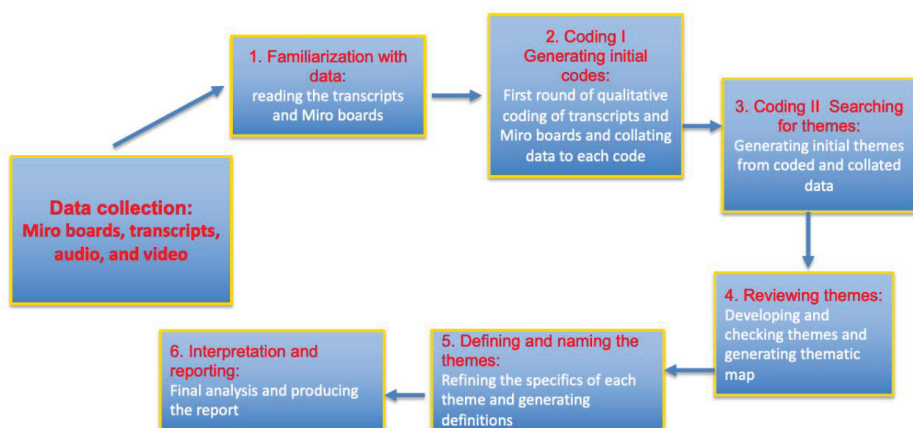 1. Familiarization with
data:
reading the transcripts
and Miro boards
2. Coding I
Generating initial
codes:
First round of qualitative
coding of transcripts and
Miro boards and collating
data to each code
3. Coding II Searching
for themes:
Generating initial themes
from coded and collated
data
Data collection:
Miro boards, transcripts,
audio, and video
4. Reviewing themes:
Developing and
checking themes and
generating thematic
map
5. Defining and naming the
themes:
Refining the specifics of each
theme and generating
definitions
6. Interpretation and
reporting:
Final analysis and producing
the report